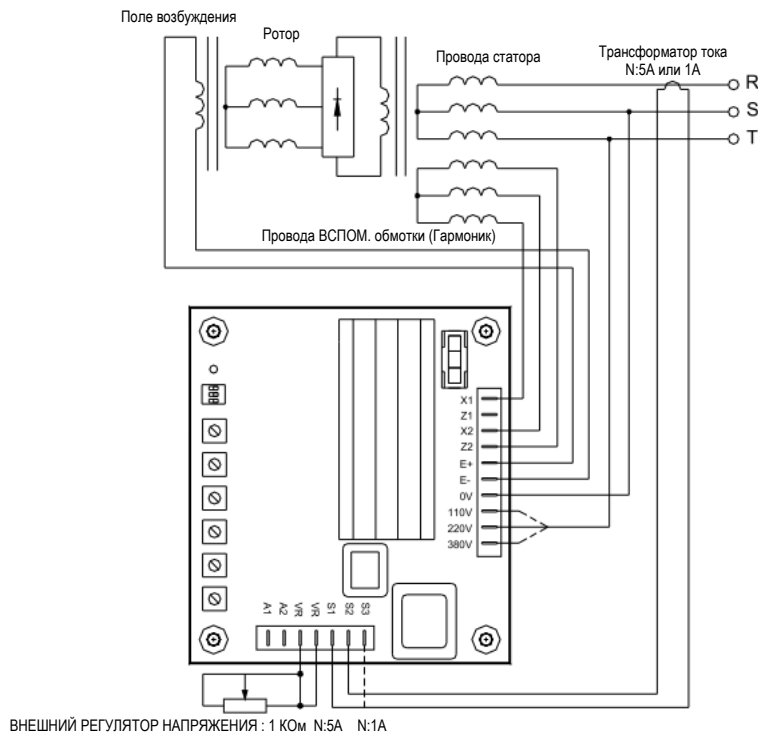 Поле возбуждения
Ротор
Провода статора
Трансформатор тока
N:5A или 1A
R
S
T
Провода ВСПОМ. обмотки (Гармоник)
X1
Z1
X2
Z2
E+
E-
0V
110V
220V
380V
A1 A2 VR VR S1 S2 S3
ВНЕШНИЙ РЕГУЛЯТОР НАПРЯЖЕНИЯ : 1 КОм N:5A N:1A